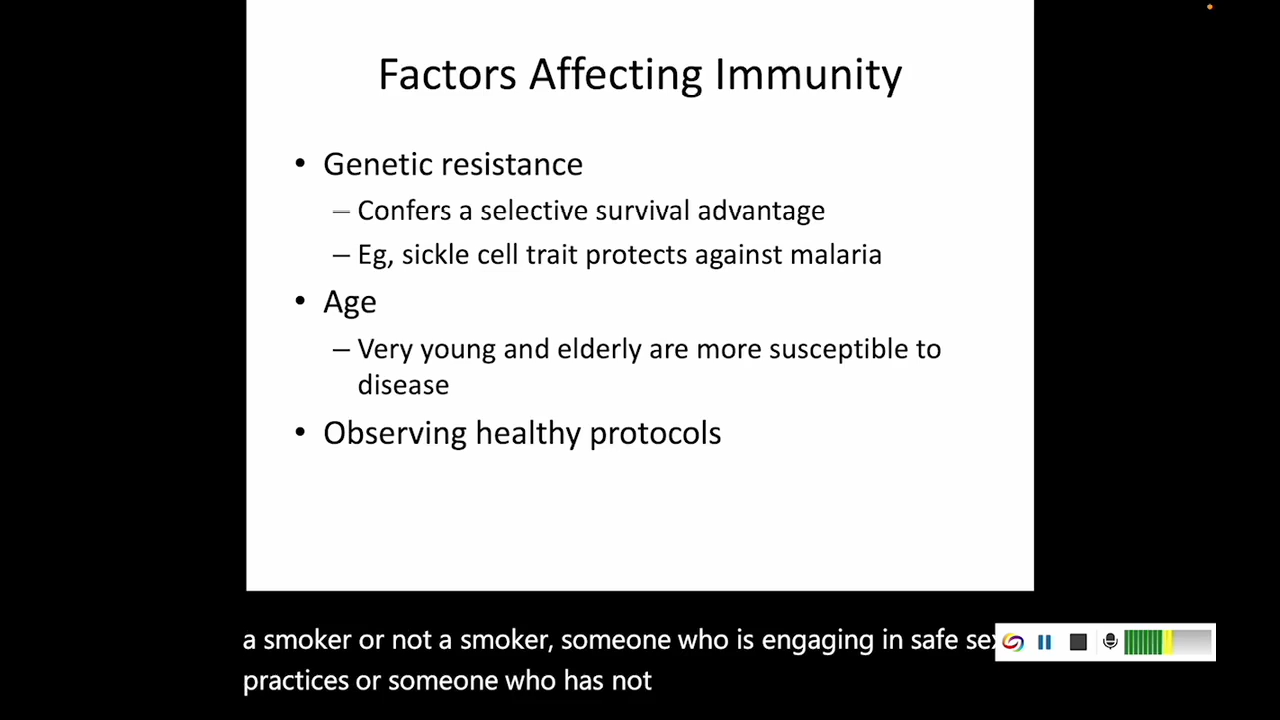 Factors Affecting Immunity
• Genetic resistance
– Confers a selective survival advantage
– Eg, sickle cell trait protects against malaria
• Age
– Very young and elderly are more susceptible to
disease
• Observing healthy protocols
a smoker or not a smoker, someone who is engaging in safe sex
practices or someone who has not